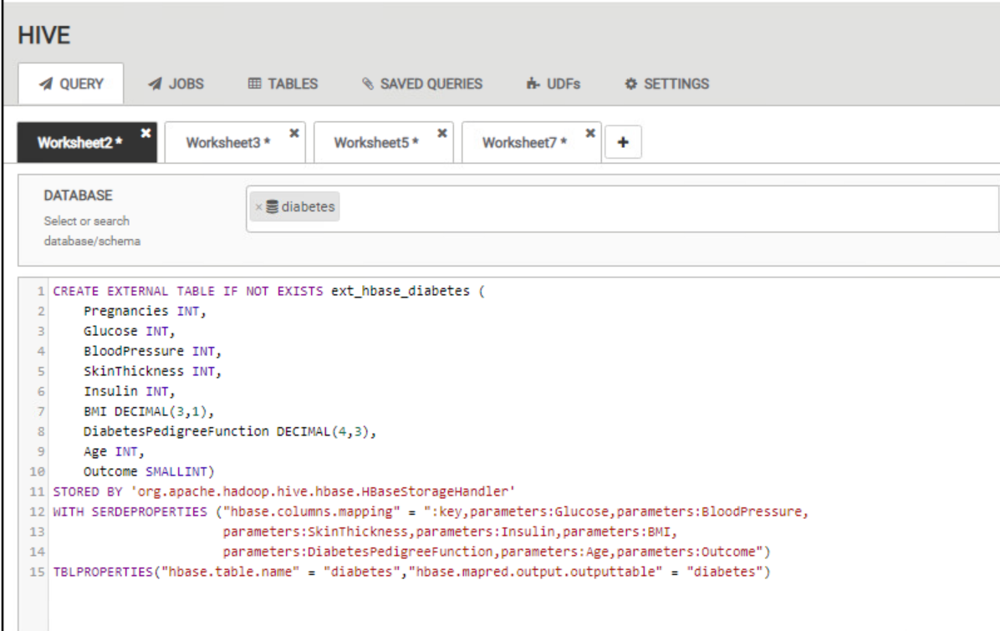 HIVE
QUERY JOBS TABLES SAVED QUERIES UDFs SETTINGS
Worksheet2 * Worksheet3 * Worksheet5 * Worksheet7 * +
DATABASE
Select or search
database/schema
× diabetes
1 CREATE EXTERNAL TABLE IF NOT EXISTS ext_hbase_diabetes (
2 Pregnancies INT,
3 Glucose INT,
4 BloodPressure INT,
5 SkinThickness INT,
6 Insulin INT,
7 BMI DECIMAL(3,1),
8 DiabetesPedigreeFunction DECIMAL(4,3),
9 Age INT,
10 Outcome SMALLINT)
11 STORED BY 'org.apache.hadoop.hive.hbase.HBaseStorageHandler'
12 WITH SERDEPROPERTIES ("hbase.columns.mapping" = ":key,parameters:Glucose,parameters:BloodPressure,
13 parameters:SkinThickness,parameters:Insulin,parameters:BMI,
14 parameters:DiabetesPedigreeFunction,parameters:Age,parameters:Outcome")
15 TBLPROPERTIES("hbase.table.name" = "diabetes","hbase.mapred.output.outputtable" = "diabetes")